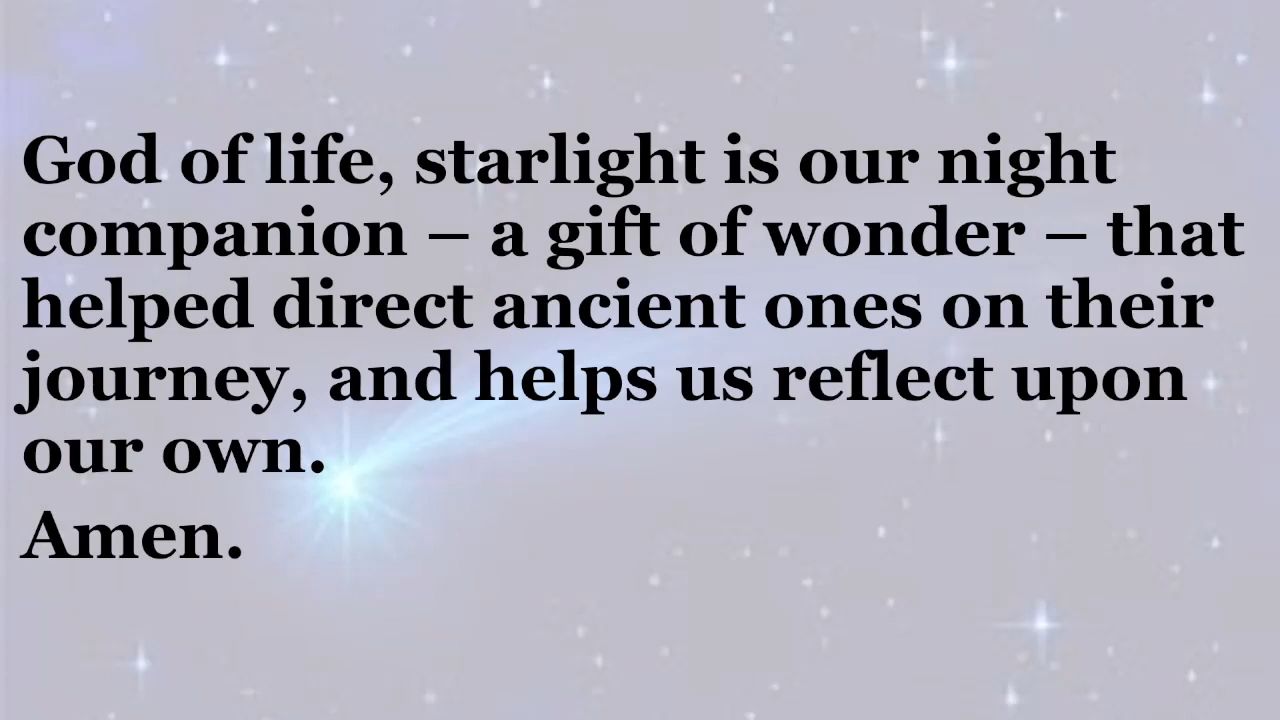 God of life, starlight is our night
companion – a gift of wonder – that
helped direct ancient ones on their
journey, and helps us reflect upon
our own.
Amen.